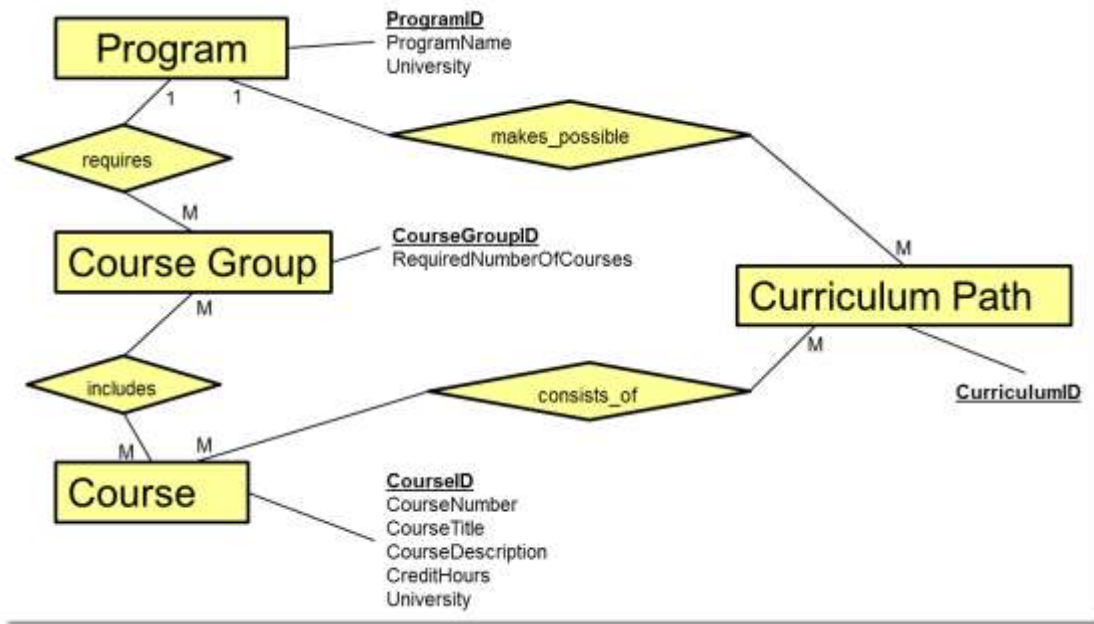 Program
ProgramID
ProgramName
University
1
1
requires
makes_possible
M
Course Group
CourseGroupID
RequiredNumberOfCourses
M
Curriculum Path
M
M
includes
consists_of
CurriculumID
M
M
Course
CourseID
CourseNumber
CourseTitle
CourseDescription
CreditHours
University